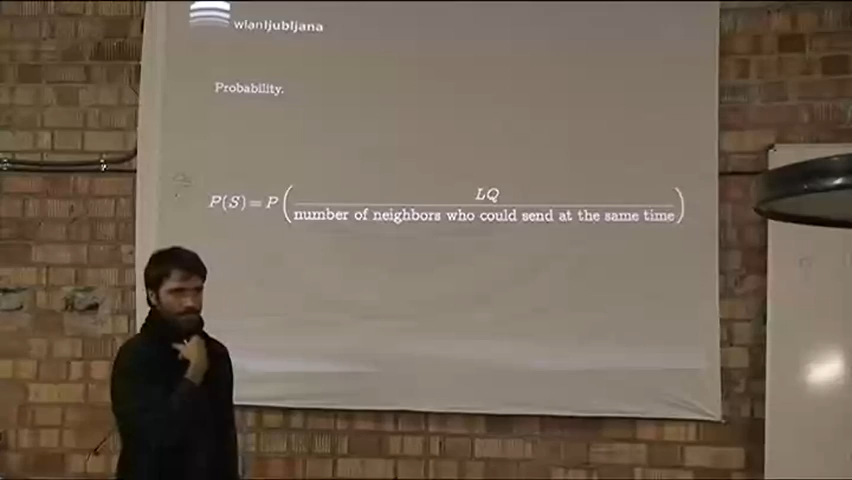 wlanljubljana
Probability.
P(S) = P ( LQ / number of neighbors who could send at the same time )